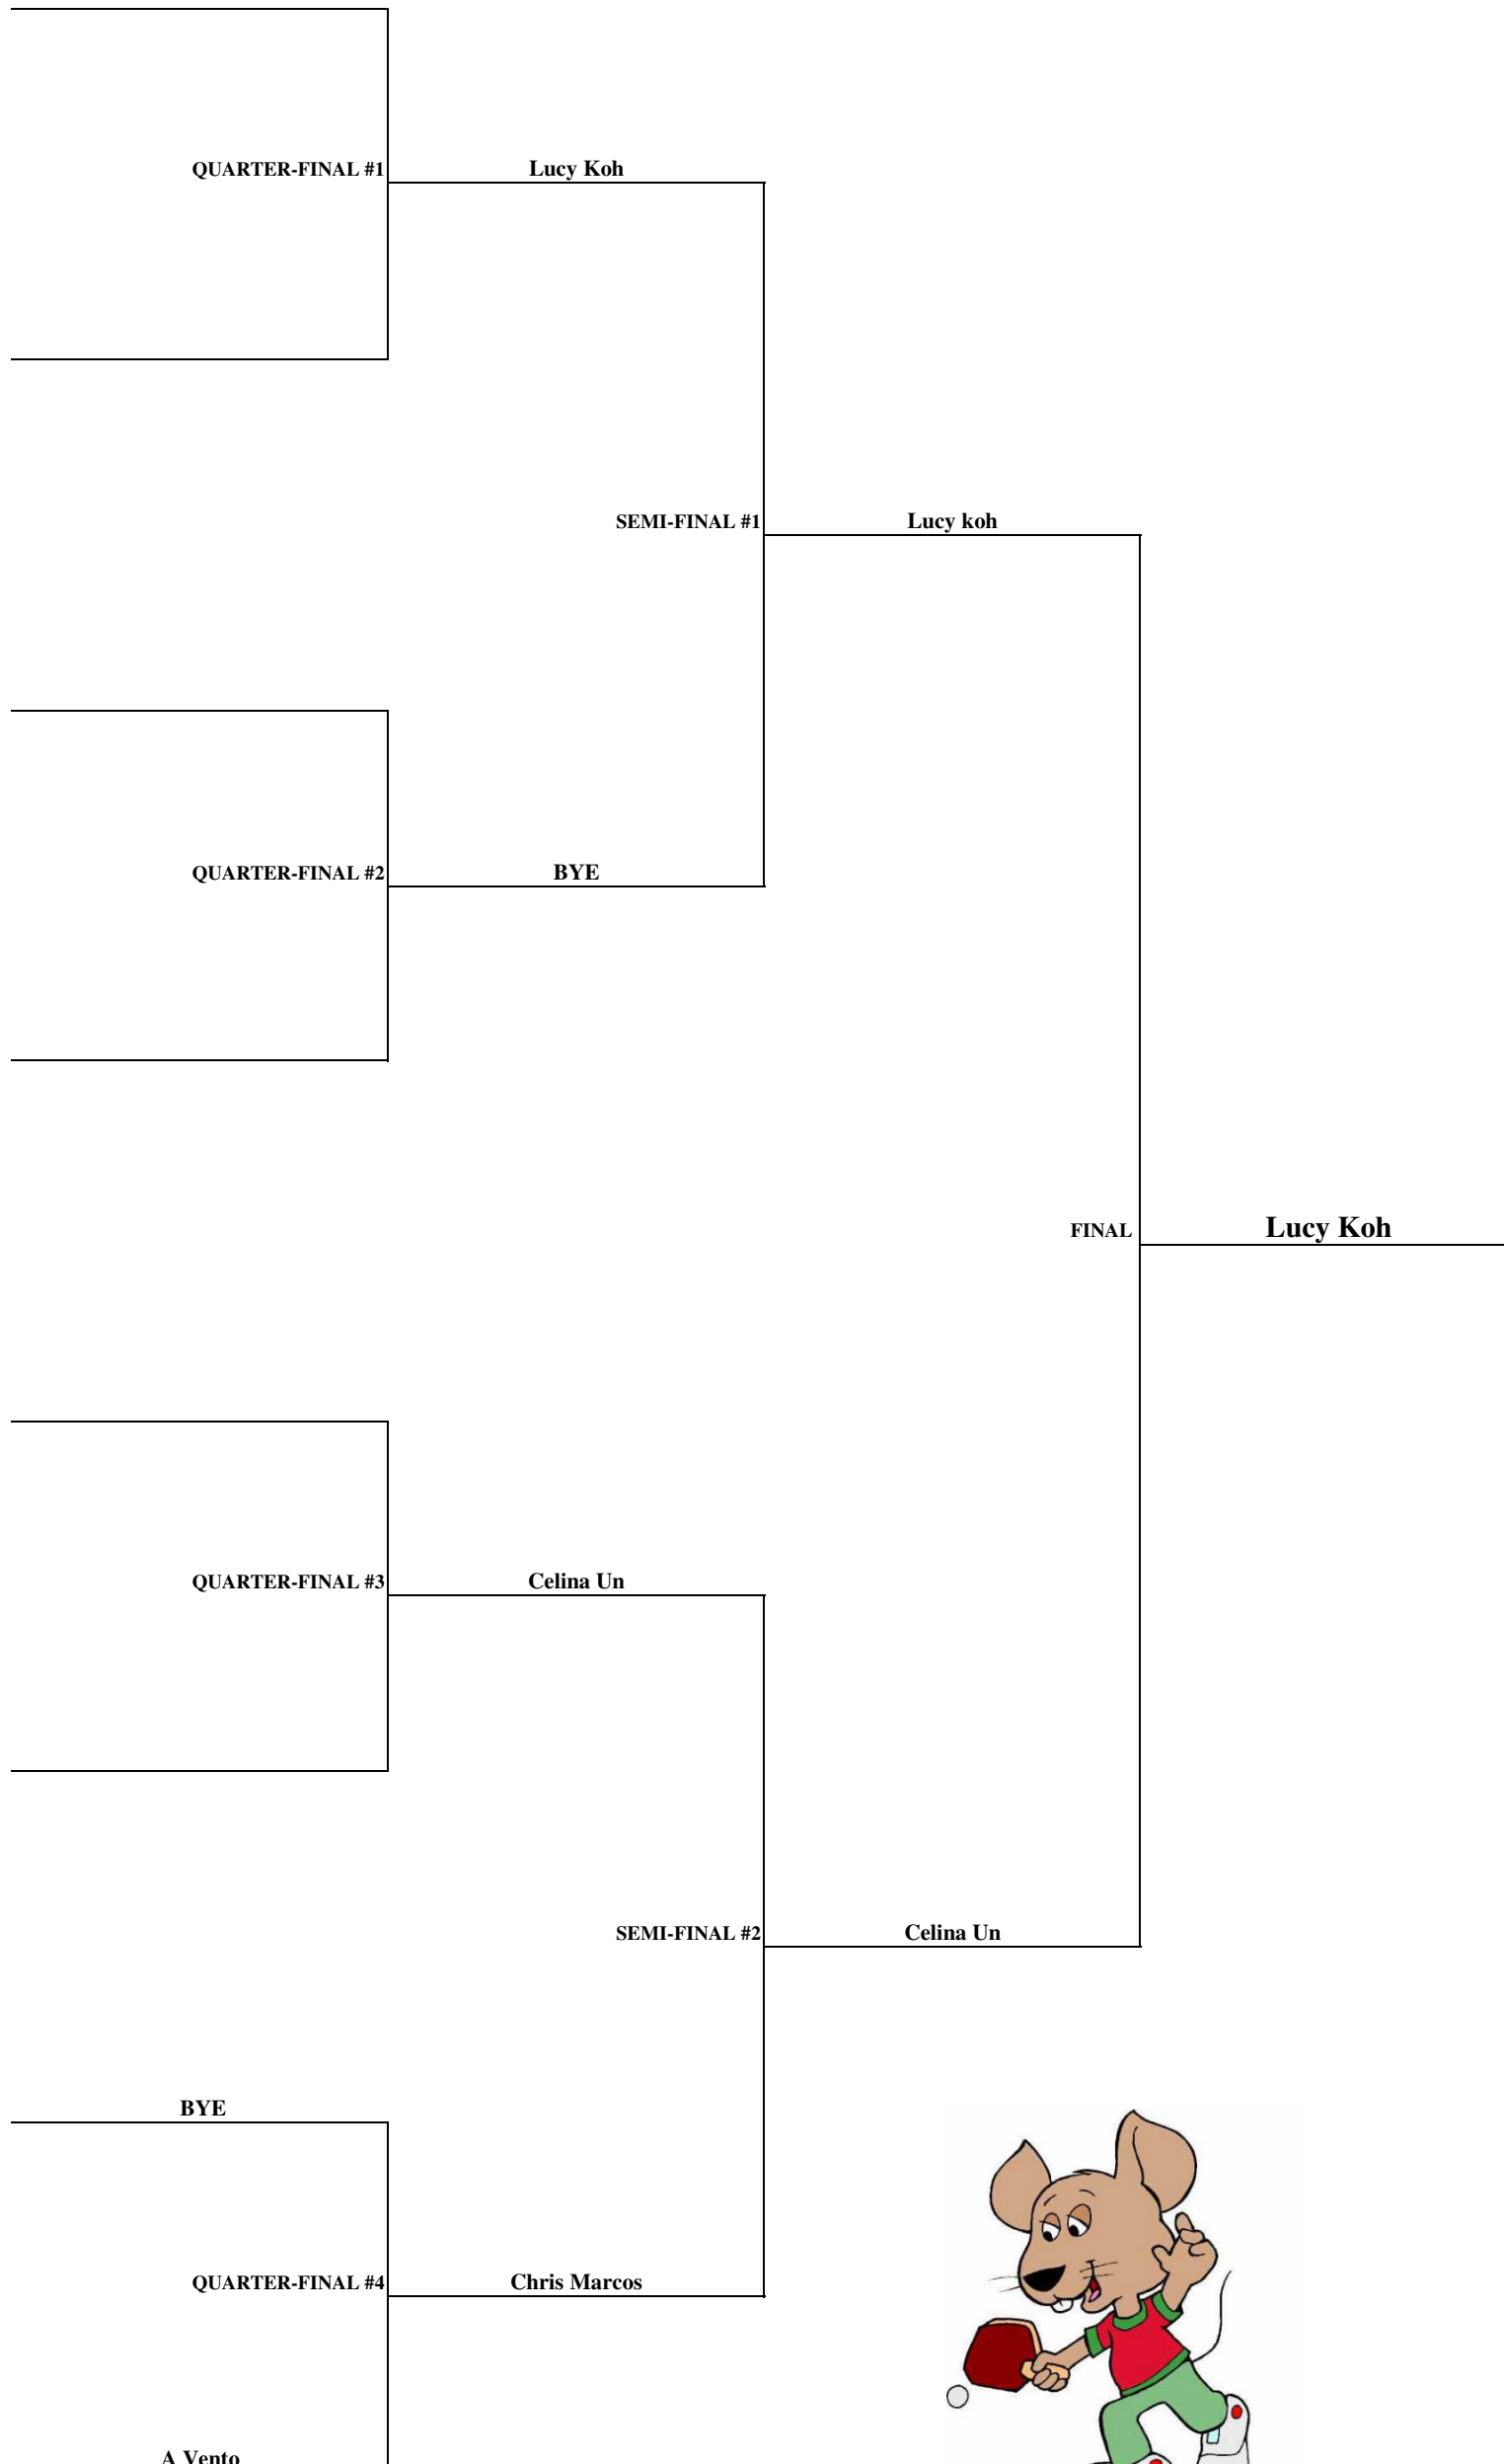 QUARTER-FINAL #1
Lucy Koh
SEMI-FINAL #1
Lucy koh
QUARTER-FINAL #2
BYE
FINAL
Lucy Koh
QUARTER-FINAL #3
Celina Un
SEMI-FINAL #2
Celina Un
BYE
QUARTER-FINAL #4
Chris Marcos
A Vento